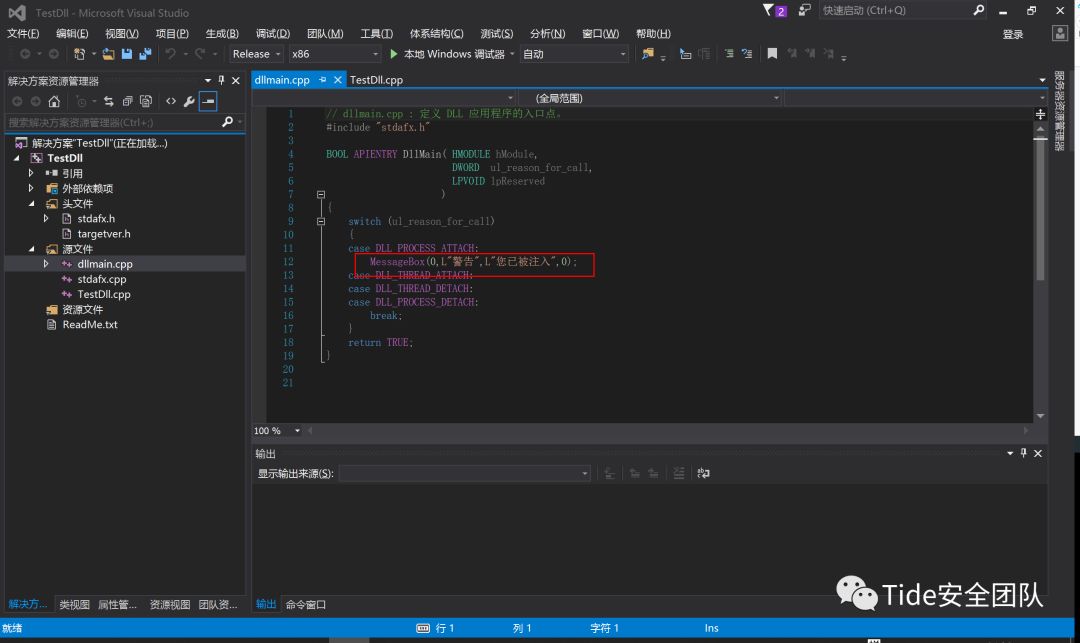 TestDll - Microsoft Visual Studio
2
快速启动 (Ctrl+Q)
文件(F) 编辑(E) 视图(V) 项目(P) 生成(B) 调试(D) 团队(M) 工具(T) 体系结构(C) 测试(S) 分析(N) 窗口(W) 帮助(H)
登录
Release x86 本地 Windows 调试器 自动
解决方案资源管理器
搜索解决方案资源管理器(Ctrl+;)
解决方案"TestDll"(正在加载...)
TestDll
引用
外部依赖项
头文件
stdafx.h
targetver.h
源文件
dllmain.cpp
stdafx.cpp
TestDll.cpp
资源文件
ReadMe.txt
解决方... 类视图 属性管... 资源视图 团队资...
dllmain.cpp TestDll.cpp
(全局范围)
1 // dllmain.cpp : 定义 DLL 应用程序的入口点。
2 #include "stdafx.h"
3
4 BOOL APIENTRY DllMain( HMODULE hModule,
5 DWORD ul_reason_for_call,
6 LPVOID lpReserved
7 )
8 {
9 switch (ul_reason_for_call)
10 {
11 case DLL_PROCESS_ATTACH:
12 MessageBox(0,L"警告",L"您已被注入",0);
13 case DLL_THREAD_ATTACH:
14 case DLL_THREAD_DETACH:
15 case DLL_PROCESS_DETACH:
16 break;
17 }
18 return TRUE;
19 }
20
21
100 %
服务器资源管理器
输出
显示输出来源(S):
输出 命令窗口
Tide安全团队
就绪 行 1 列 1 字符 1 Ins